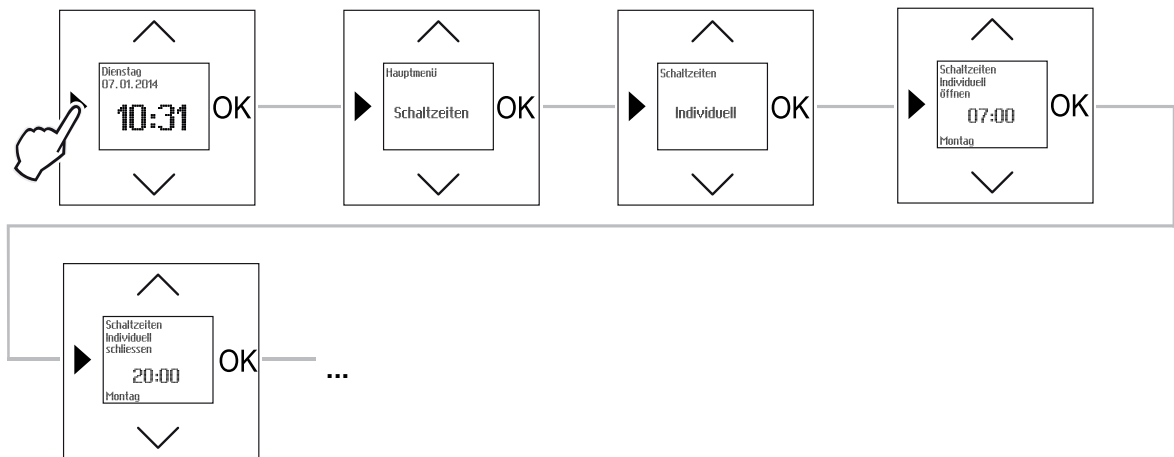 Dienstag
07.01.2014
10:31
OK
Hauptmenü
Schaltzeiten
OK
Schaltzeiten
Individuell
OK
Schaltzeiten
Individuell
öffnen
07:00
Montag
OK
Schaltzeiten
Individuell
schliessen
20:00
Montag
OK
...